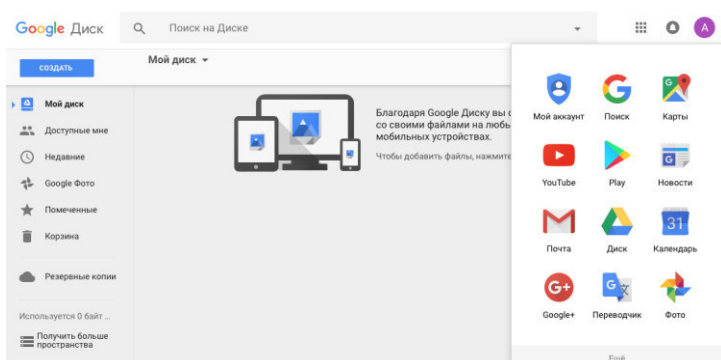 Google Диск
Поиск на Диске
A
СОЗДАТЬ
Мой диск
Мой диск
Доступные мне
Недавние
Google Фото
Помеченные
Корзина
Резервные копии
Используется 0 байт ...
Получить больше
пространства
Благодаря Google Диску вы
со своими файлами на
мобильных устройствах.
Чтобы добавить файлы, нажмите
Мой аккаунт
Поиск
Карты
YouTube
Play
Новости
31
Почта
Диск
Календарь
G+
Google+
Переводчик
Фото
Ещё